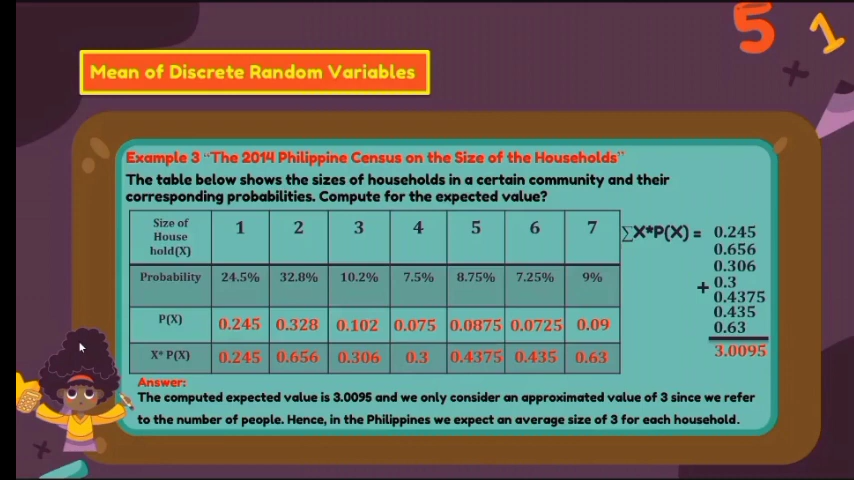 5 1
Mean of Discrete Random Variables
Example 3 "The 2014 Philippine Census on the Size of the Households"
The table below shows the sizes of households in a certain community and their
corresponding probabilities. Compute for the expected value?
Size of House hold(X) 1 2 3 4 5 6 7
Probability 24.5% 32.8% 10.2% 7.5% 8.75% 7.25% 9%
P(X) 0.245 0.328 0.102 0.075 0.0875 0.0725 0.09
X* P(X) 0.245 0.656 0.306 0.3 0.4375 0.435 0.63
∑X*P(X) = 0.245
0.656
0.306
0.3
+ 0.4375
0.435
0.63
3.0095
Answer:
The computed expected value is 3.0095 and we only consider an approximated value of 3 since we refer
to the number of people. Hence, in the Philippines we expect an average size of 3 for each household.